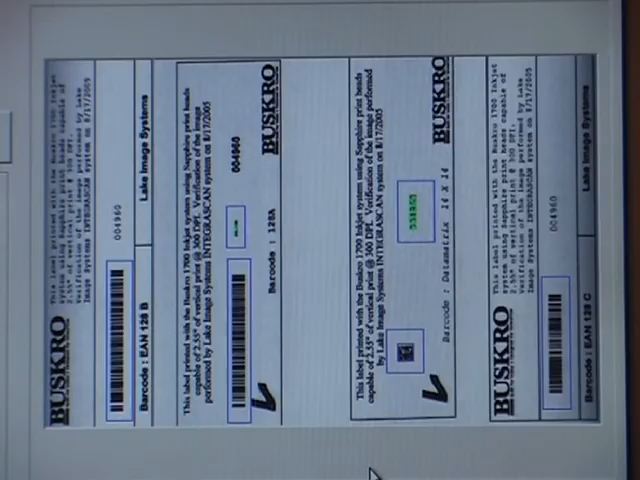 This label printed with the Buskro 1700 Inkjet
system using Sapphire print heads capable of
2.55" of vertical print @ 300 DPI.
Verification of the image performed by Lake
Image Systems INTEGRASCAN system on 8/17/2005
BUSKRO
004960
Barcode : EAN 128 B
Lake Image Systems
This label printed with the Buskro 1700 Inkjet system using Sapphire print heads
capable of 2.55" of vertical print @ 300 DPI. Verification of the image
performed by Lake Image Systems INTEGRASCAN system on 8/17/2005
004960
BUSKRO
Barcode : 128A
This label printed with the Buskro 1700 Inkjet system using Sapphire print heads
capable of 2.55" of vertical print @ 300 DPI. Verification of the image performed
by Lake Image Systems INTEGRASCAN system on 8/17/2005
BUSKRO
Barcode : Datamatrix 14 X 14
This label printed with the Buskro 1700 Inkjet
system using Sapphire print heads capable of
2.55" of vertical print @ 300 DPI.
Verification of the image performed by Lake
Image Systems INTEGRASCAN system on 8/17/2005
BUSKRO
004960
Barcode : EAN 128 C
Lake Image Systems